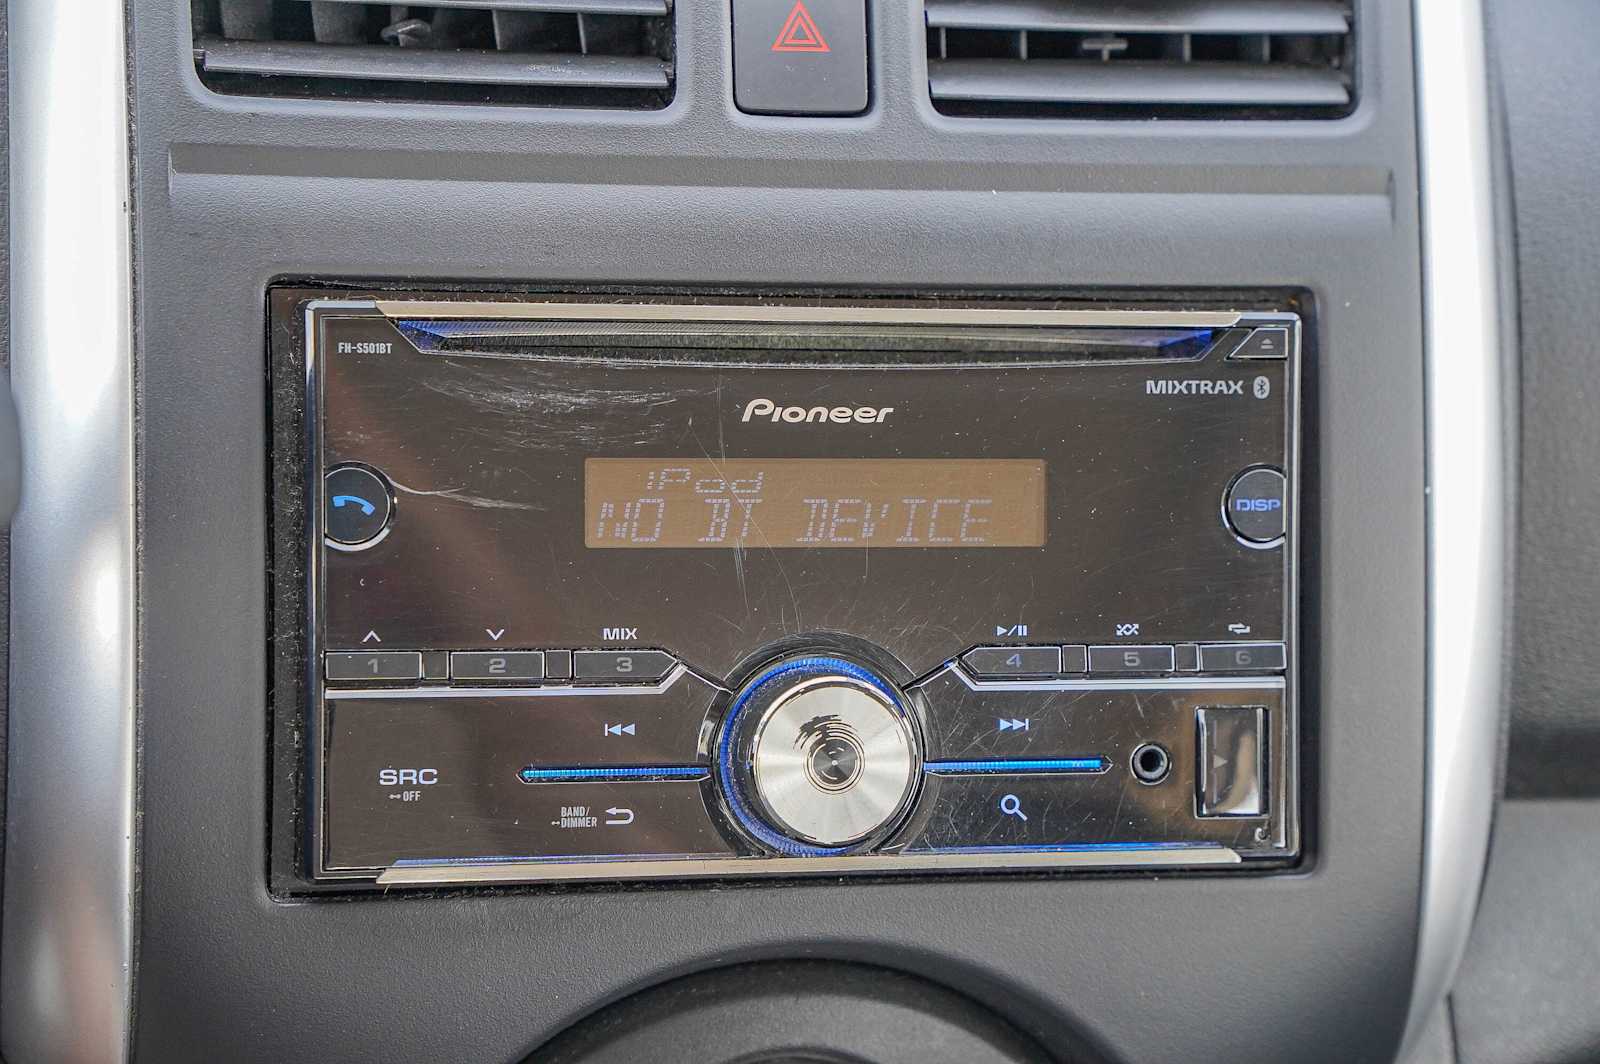 FH-S501BT
MIXTRAX
Pioneer
iPod
NO BT DEVICE
DISP
MIX
1 2 3 4 5 6
SRC
OFF
BAND/
DIMMER